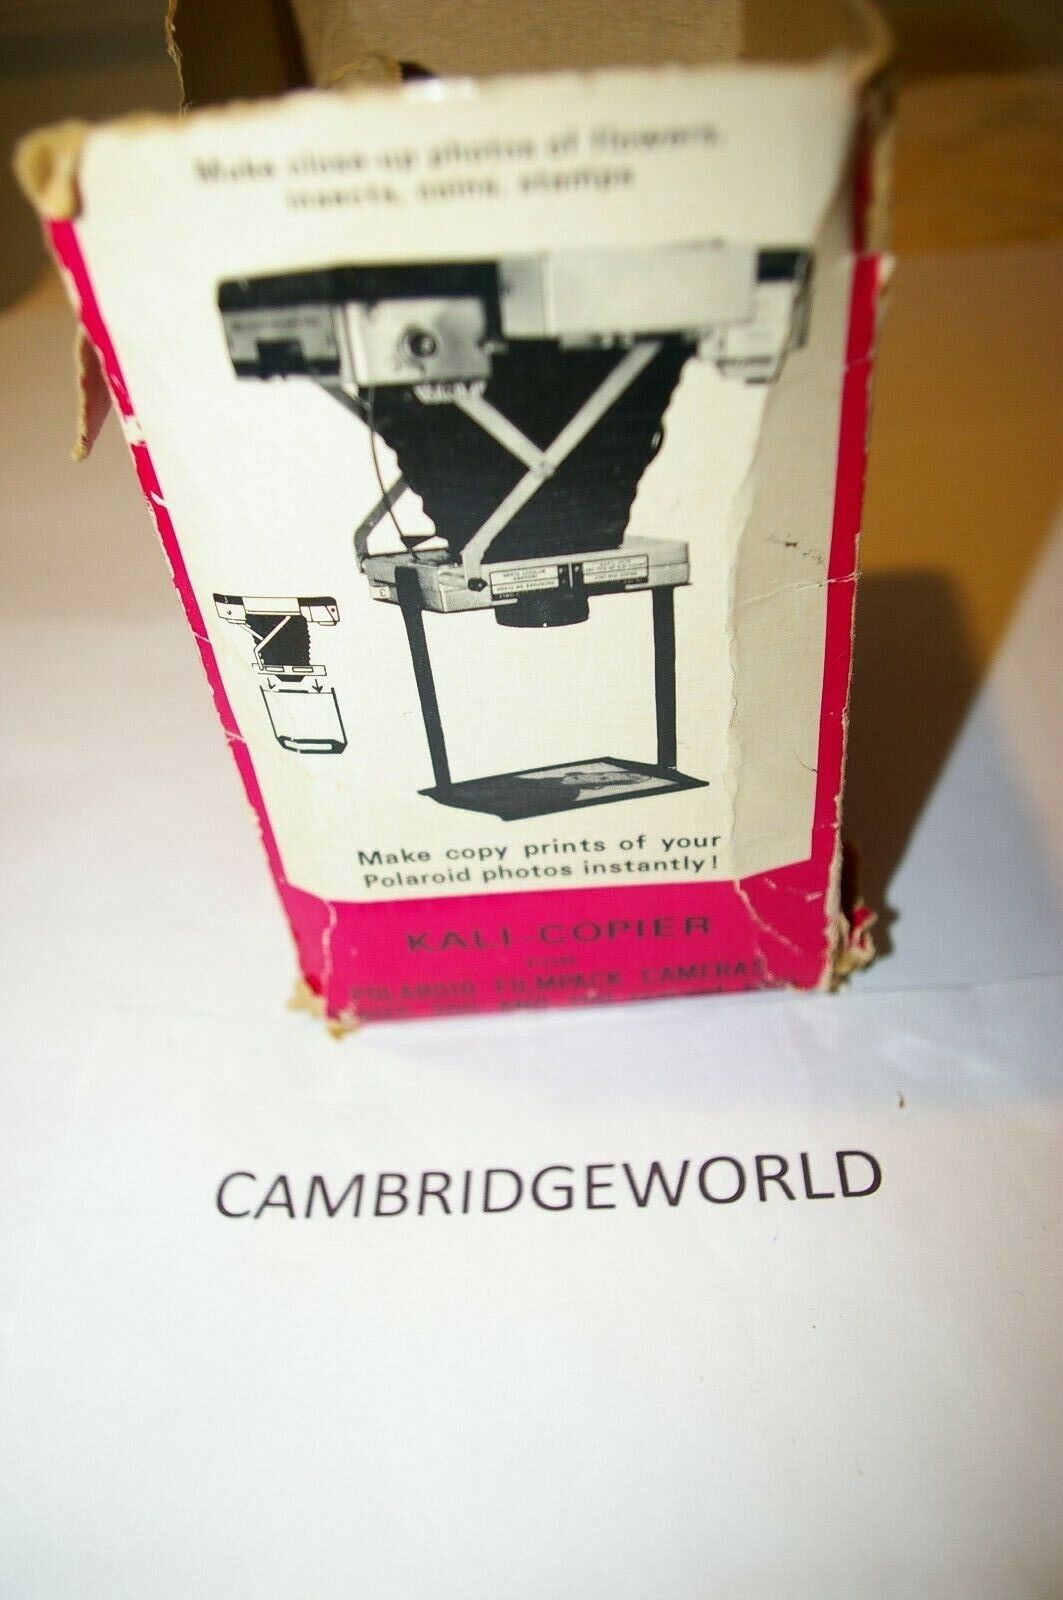 Make close-up photos of flowers,
insects, coins, stamps
Make copy prints of your
Polaroid photos instantly!
KALI-COPIER
FOR
POLAROID FILMPACK CAMERAS
CAMBRIDGEWORLD